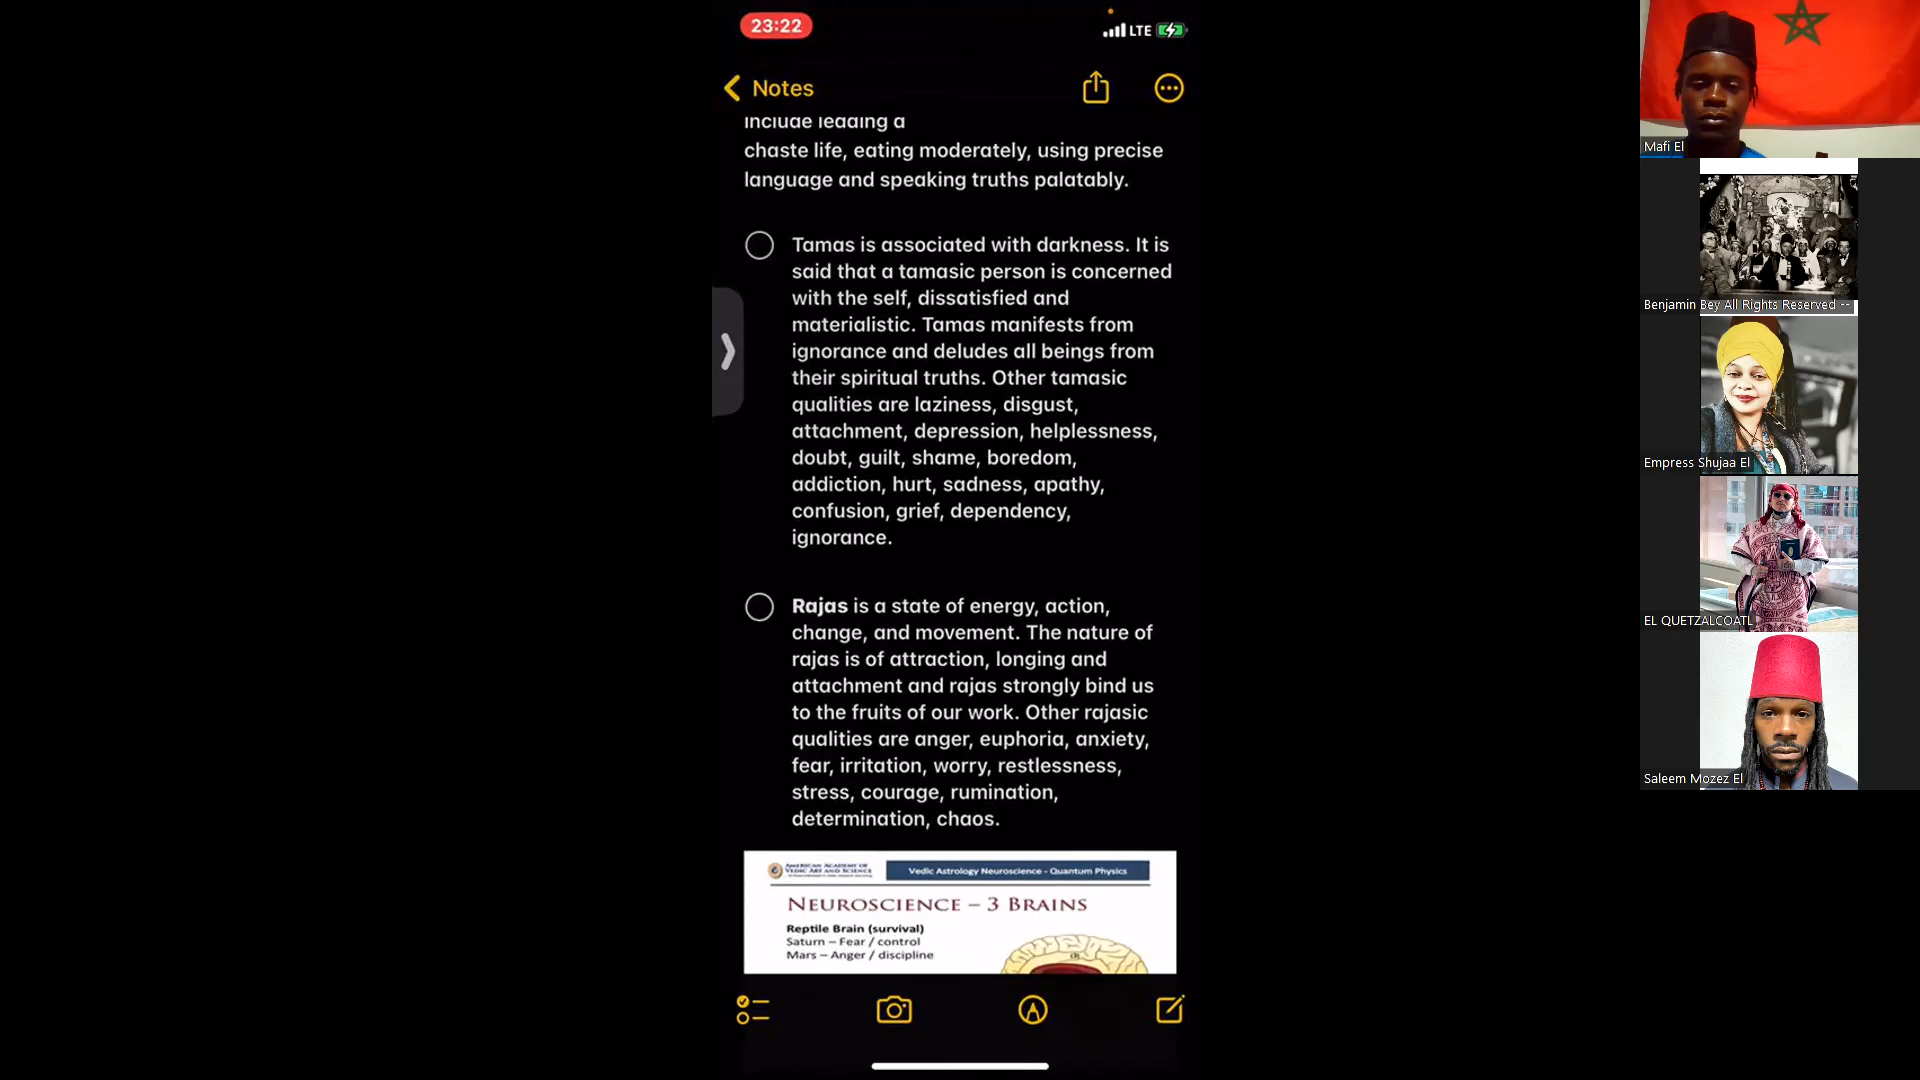 23:22
LTE
Notes
include leading a
chaste life, eating moderately, using precise
language and speaking truths palatably.
Tamas is associated with darkness. It is
said that a tamasic person is concerned
with the self, dissatisfied and
materialistic. Tamas manifests from
ignorance and deludes all beings from
their spiritual truths. Other tamasic
qualities are laziness, disgust,
attachment, depression, helplessness,
doubt, guilt, shame, boredom,
addiction, hurt, sadness, apathy,
confusion, grief, dependency,
ignorance.
Rajas is a state of energy, action,
change, and movement. The nature of
rajas is of attraction, longing and
attachment and rajas strongly bind us
to the fruits of our work. Other rajasic
qualities are anger, euphoria, anxiety,
fear, irritation, worry, restlessness,
stress, courage, rumination,
determination, chaos.
American Academy of
Vedic Art and Science
Vedic Astrology Neuroscience - Quantum Physics
Neuroscience – 3 Brains
Reptile Brain (survival)
Saturn – Fear / control
Mars – Anger / discipline
Mafi El
Benjamin Bey All Rights Reserved --
Empress Shujaa El
EL QUETZALCOATL
Saleem Mozez El